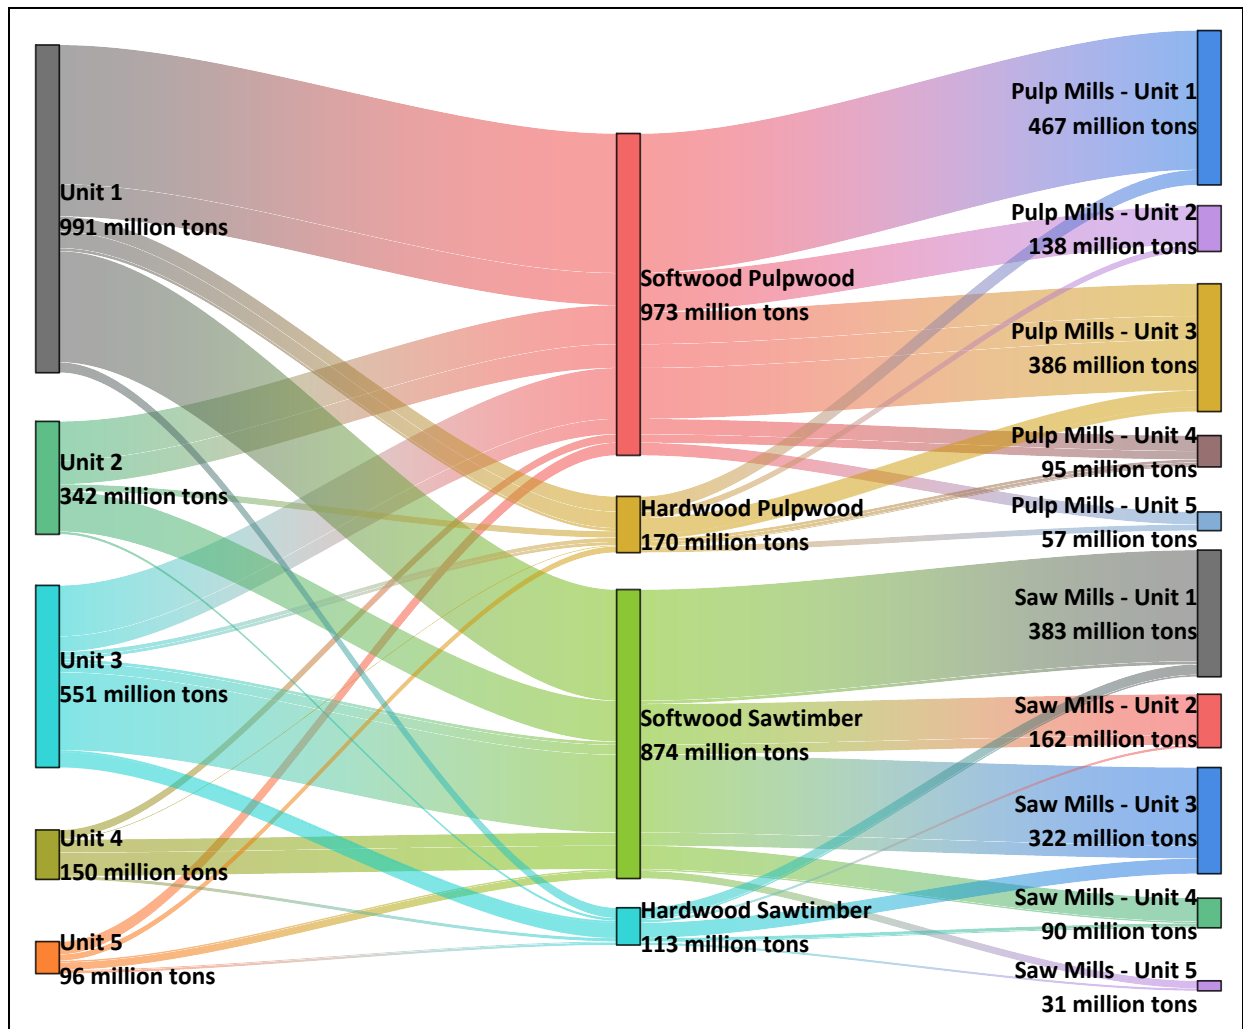 Unit 1
991 million tons
Unit 2
342 million tons
Unit 3
551 million tons
Unit 4
150 million tons
Unit 5
96 million tons
Softwood Pulpwood
973 million tons
Hardwood Pulpwood
170 million tons
Softwood Sawtimber
874 million tons
Hardwood Sawtimber
113 million tons
Pulp Mills - Unit 1
467 million tons
Pulp Mills - Unit 2
138 million tons
Pulp Mills - Unit 3
386 million tons
Pulp Mills - Unit 4
95 million tons
Pulp Mills - Unit 5
57 million tons
Saw Mills - Unit 1
383 million tons
Saw Mills - Unit 2
162 million tons
Saw Mills - Unit 3
322 million tons
Saw Mills - Unit 4
90 million tons
Saw Mills - Unit 5
31 million tons